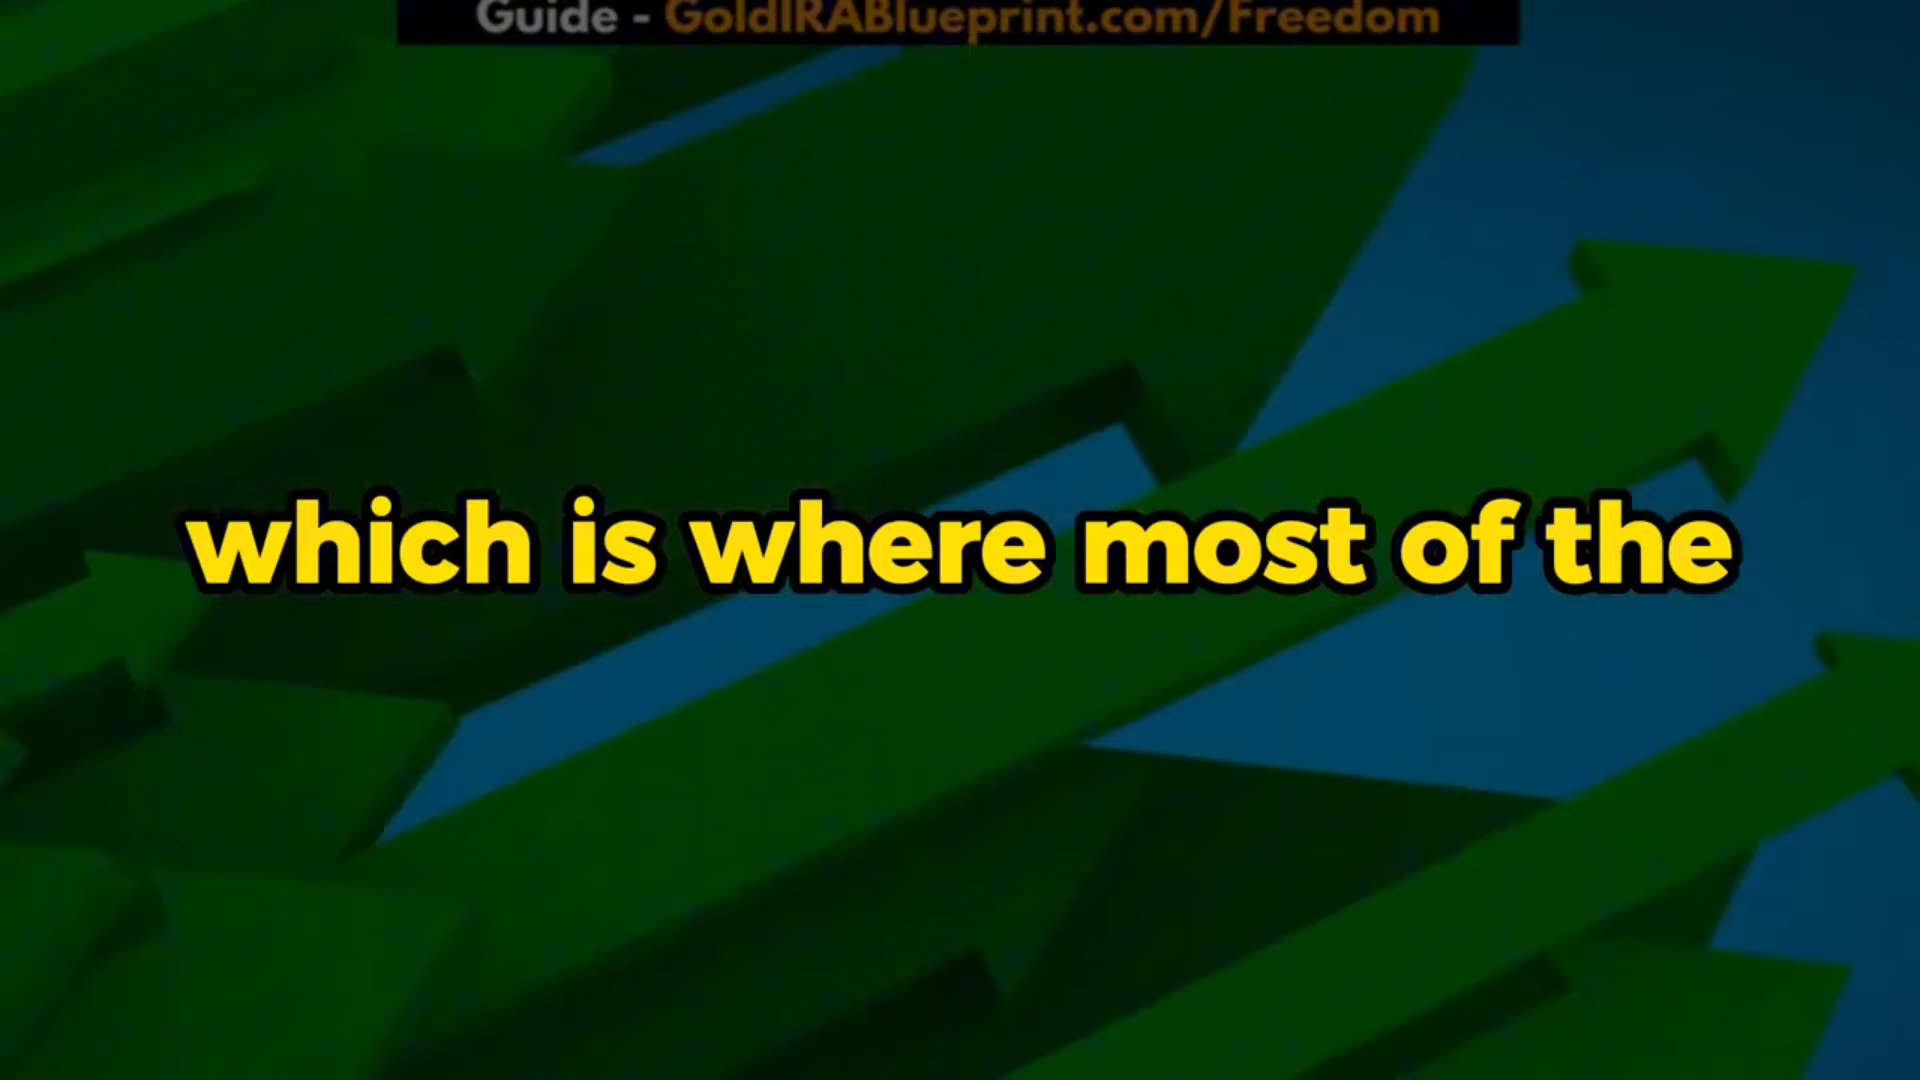 Guide - GoldIRABlueprint.com/Freedom
which is where most of the